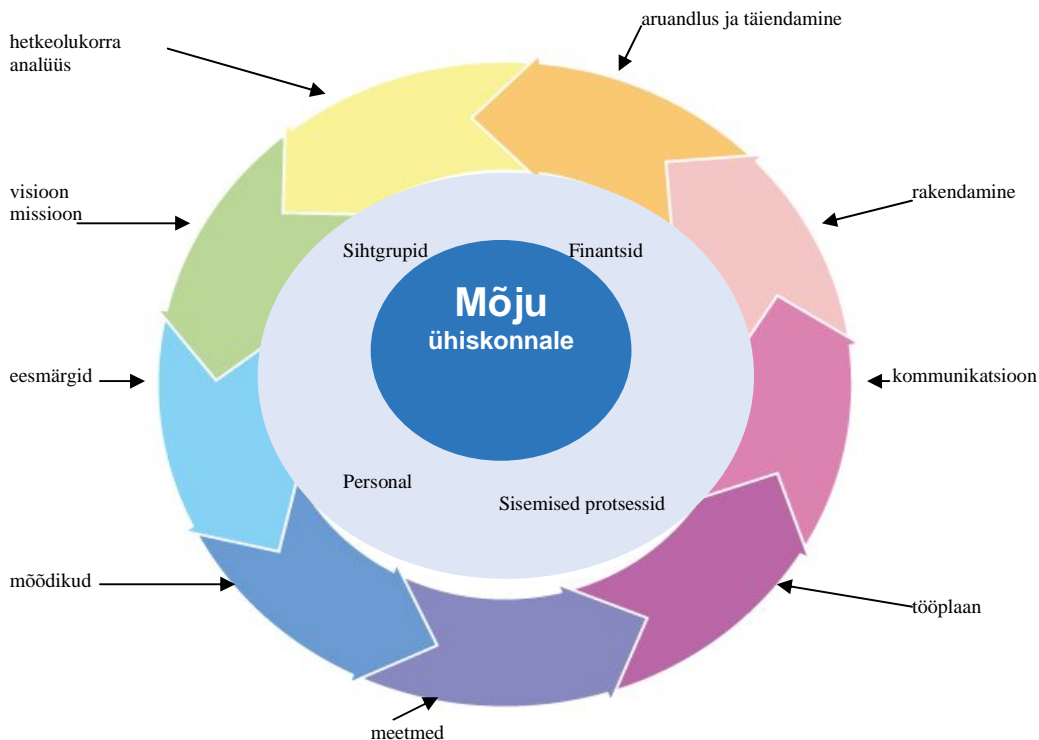 aruandlus ja täiendamine
hetkeolukorra
analüüs
visioon
missioon
rakendamine
Sihtgrupid
Finantsid
Mõju
ühiskonnale
eesmärgid
kommunikatsioon
Personal
Sisemised protsessid
mõõdikud
tööplaan
meetmed